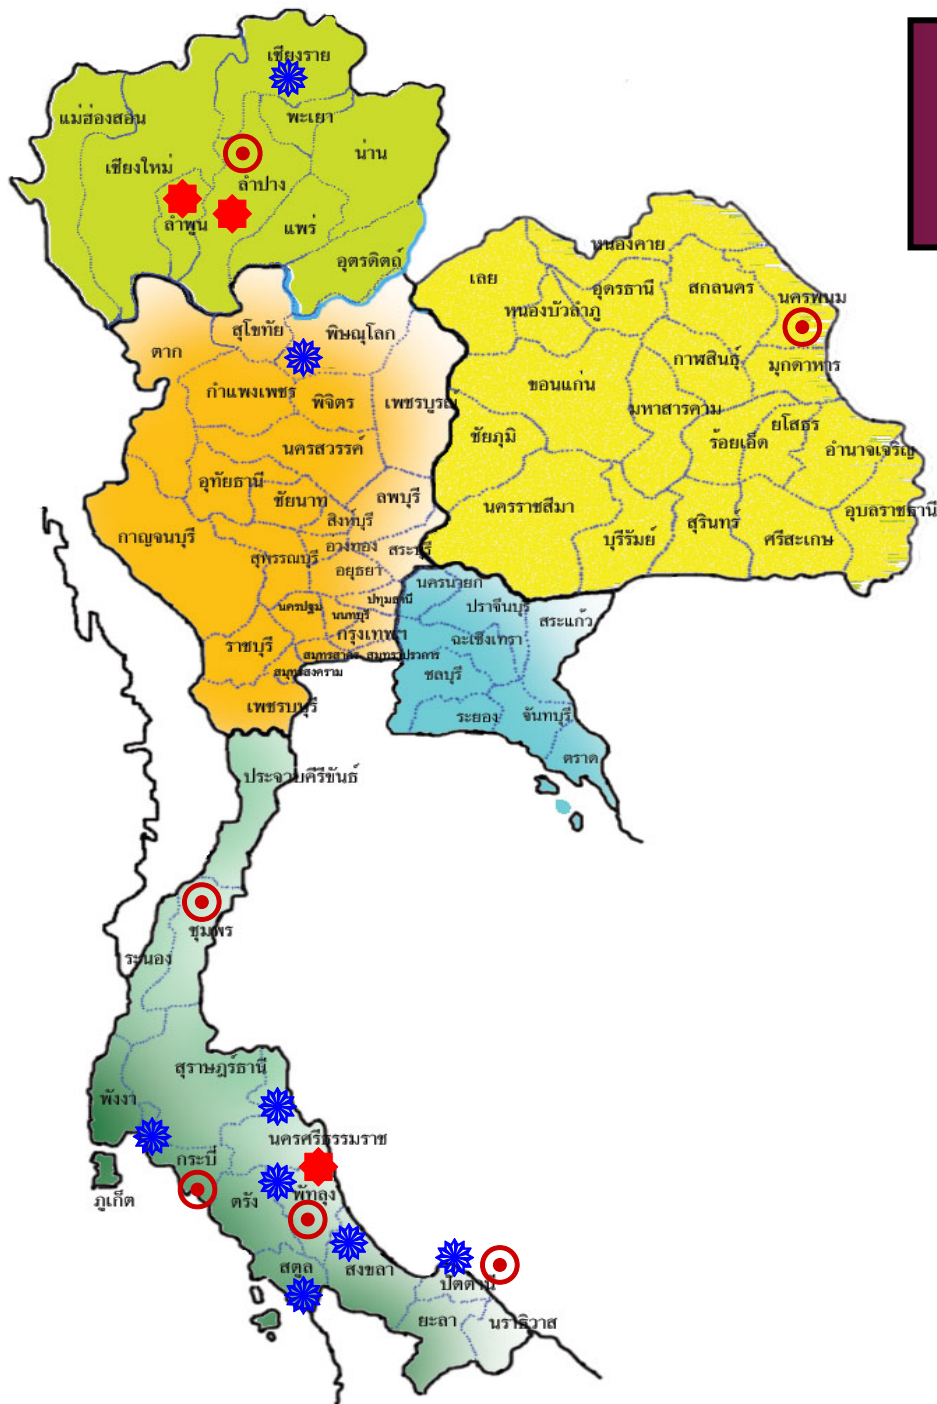 เชียงราย
แม่ฮ่องสอน
พะเยา
น่าน
เชียงใหม่
ลำปาง
ลำพูน
แพร่
อุตรดิตถ์
หนองคาย
เลย
อุดรธานี
สกลนคร
นครพนม
หนองบัวลำภู
สุโขทัย
พิษณุโลก
ตาก
กาฬสินธุ์
มุกดาหาร
กำแพงเพชร
พิจิตร
เพชรบูรณ์
ขอนแก่น
มหาสารคาม
ยโสธร
ชัยภูมิ
ร้อยเอ็ด
อำนาจเจริญ
นครสวรรค์
อุทัยธานี
ชัยนาท
ลพบุรี
นครราชสีมา
อุบลราชธานี
สิงห์บุรี
สุรินทร์
ศรีสะเกษ
บุรีรัมย์
กาญจนบุรี
อ่างทอง
สระบุรี
สุพรรณบุรี
อยุธยา
นครนายก
ปทุมธานี
ปราจีนบุรี
นครปฐม
นนทบุรี
สระแก้ว
กรุงเทพฯ
ฉะเชิงเทรา
ราชบุรี
สมุทรสาคร
สมุทรปราการ
สมุทรสงคราม
ชลบุรี
เพชรบบุรี
ระยอง
จันทบุรี
ตราด
ประจวบคีรีขันธ์
ชุมพร
ระนอง
สุราษฎร์ธานี
พังงา
นครศรีธรรมราช
กระบี่
ภูเก็ต
ตรัง
พัทลุง
สตูล
สงขลา
ปัตตานี
ยะลา
นราธิวาส